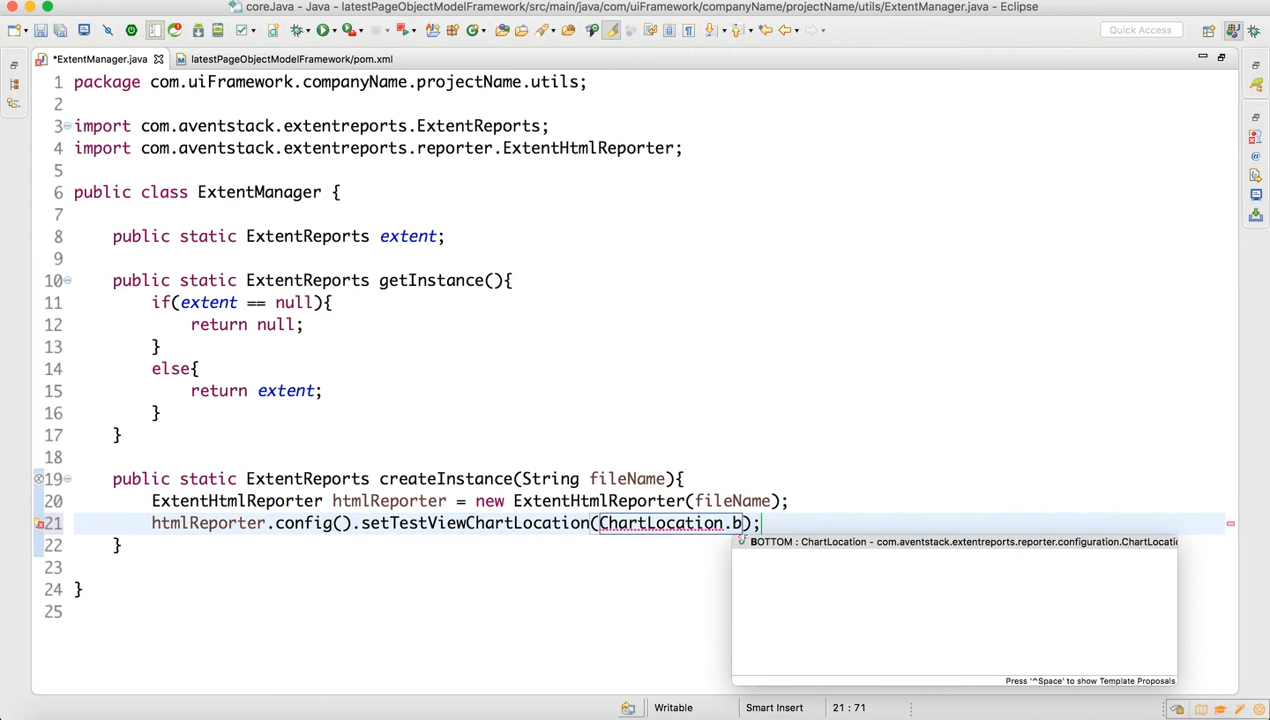 coreJava - Java - latestPageObjectModelFramework/src/main/java/com/uiFramework/companyName/projectName/utils/ExtentManager.java - Eclipse
Quick Access
*ExtentManager.java
latestPageObjectModelFramework/pom.xml
1 package com.uiFramework.companyName.projectName.utils;
2
3 import com.aventstack.extentreports.ExtentReports;
4 import com.aventstack.extentreports.reporter.ExtentHtmlReporter;
5
6 public class ExtentManager {
7
8 public static ExtentReports extent;
9
10 public static ExtentReports getInstance(){
11 if(extent == null){
12 return null;
13 }
14 else{
15 return extent;
16 }
17 }
18
19 public static ExtentReports createInstance(String fileName){
20 ExtentHtmlReporter htmlReporter = new ExtentHtmlReporter(fileName);
21 htmlReporter.config().setTestViewChartLocation(ChartLocation.b);
22 }
23
24 }
25
BOTTOM : ChartLocation - com.aventstack.extentreports.reporter.configuration.ChartLocatio
Press '^Space' to show Template Proposals
Writable
Smart Insert
21 : 71